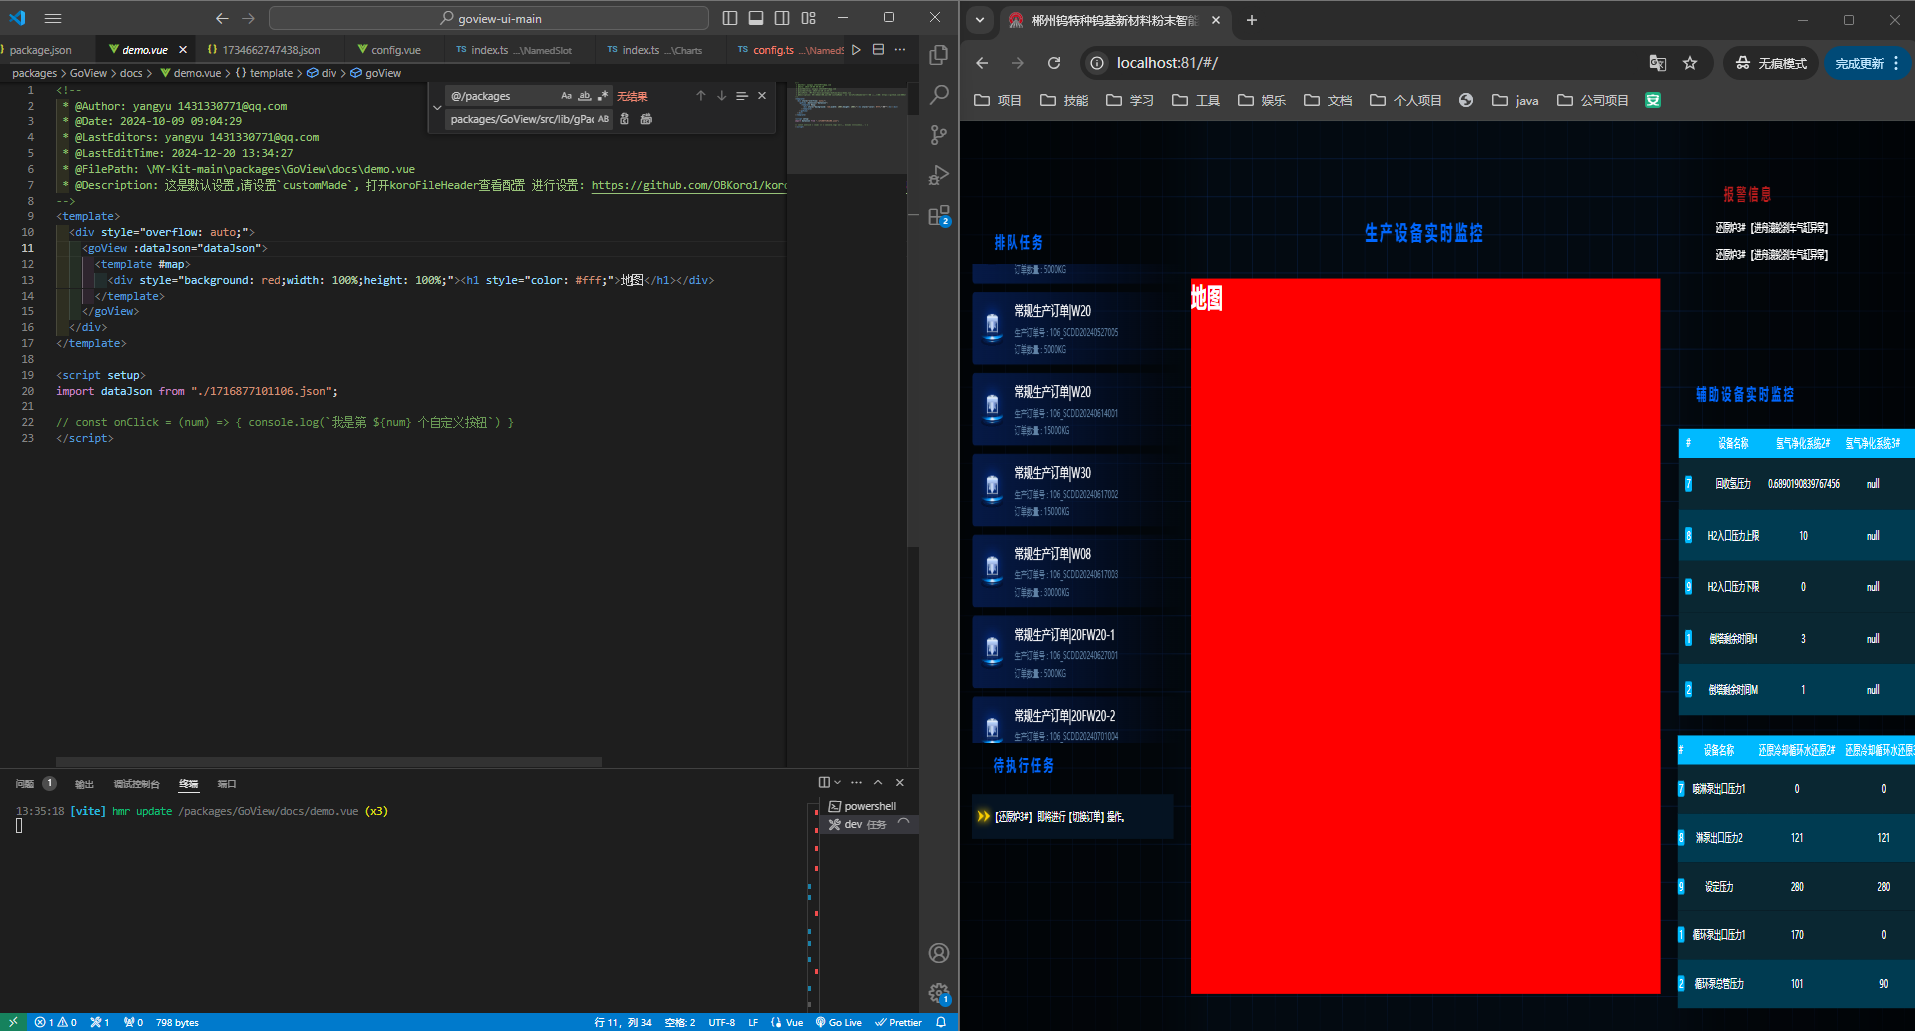 goview-ui-main
package.json
demo.vue
1734662747438.json
config.vue
index.ts ...\NamedSlot
index.ts ...\Charts
config.ts ...\NamedS
packages > GoView > docs > demo.vue > {} template > div > goView
@/packages
Aa ab .* 无结果
packages/GoView/src/lib/gPac AB
1 <!--
2 * @Author: yangyu 1431330771@qq.com
3 * @Date: 2024-10-09 09:04:29
4 * @LastEditors: yangyu 1431330771@qq.com
5 * @LastEditTime: 2024-12-20 13:34:27
6 * @FilePath: \MY-Kit-main\packages\GoView\docs\demo.vue
7 * @Description: 这是默认设置,请设置`customMade`, 打开koroFileHeader查看配置 进行设置: https://github.com/OBKoro1/koro
8 -->
9 <template>
10 <div style="overflow: auto;">
11 <goView :dataJson="dataJson">
12 <template #map>
13 <div style="background: red;width: 100%;height: 100%;"><h1 style="color: #fff;">地图</h1></div>
14 </template>
15 </goView>
16 </div>
17 </template>
18
19 <script setup>
20 import dataJson from "./1716877101106.json";
21
22 // const onClick = (num) => { console.log(`我是第 ${num} 个自定义按钮`) }
23 </script>
2
问题 1 输出 调试控制台 终端 端口
13:35:18 [vite] hmr update /packages/GoView/docs/demo.vue (x3)
powershell
dev 任务
1
1 0 1 0 798 bytes
行 11, 列 34 空格: 2 UTF-8 LF Vue Go Live Prettier
郴州钨特种钨基新材料粉末智能
localhost:81/#/
无痕模式
完成更新
项目 技能 学习 工具 娱乐 文档 个人项目 java 公司项目
排队任务
订单数量 : 5000KG
常规生产订单|W20
生产订单号 : 106_SCDD20240527005
订单数量 : 5000KG
常规生产订单|W20
生产订单号 : 106_SCDD20240614001
订单数量 : 15000KG
常规生产订单|W30
生产订单号 : 106_SCDD20240617002
订单数量 : 15000KG
常规生产订单|W08
生产订单号 : 106_SCDD20240617003
订单数量 : 30000KG
常规生产订单|20FW20-1
生产订单号 : 106_SCDD20240627001
订单数量 : 5000KG
常规生产订单|20FW20-2
生产订单号 : 106_SCDD20240701004
待执行任务
【还原炉3#】即将进行【切换订单】操作。
生产设备实时监控
地图
报警信息
还原炉3#【进舟滚轮刹车气缸异常】
还原炉3#【进舟滚轮刹车气缸异常】
辅助设备实时监控
# 设备名称 氢气净化系统2# 氢气净化系统3#
7 回收氢压力 0.6890190839767456 null
8 H2入口压力上限 10 null
9 H2入口压力下限 0 null
1 倒塔剩余时间H 3 null
2 倒塔剩余时间M 1 null
# 设备名称 还原冷却循环水还原2# 还原冷却循环水还原3
7 喷淋泵出口压力1 0 0
8 淋泵出口压力2 121 121
9 设定压力 280 280
1 循环泵出口压力1 170 0
2 循环泵总管压力 101 90